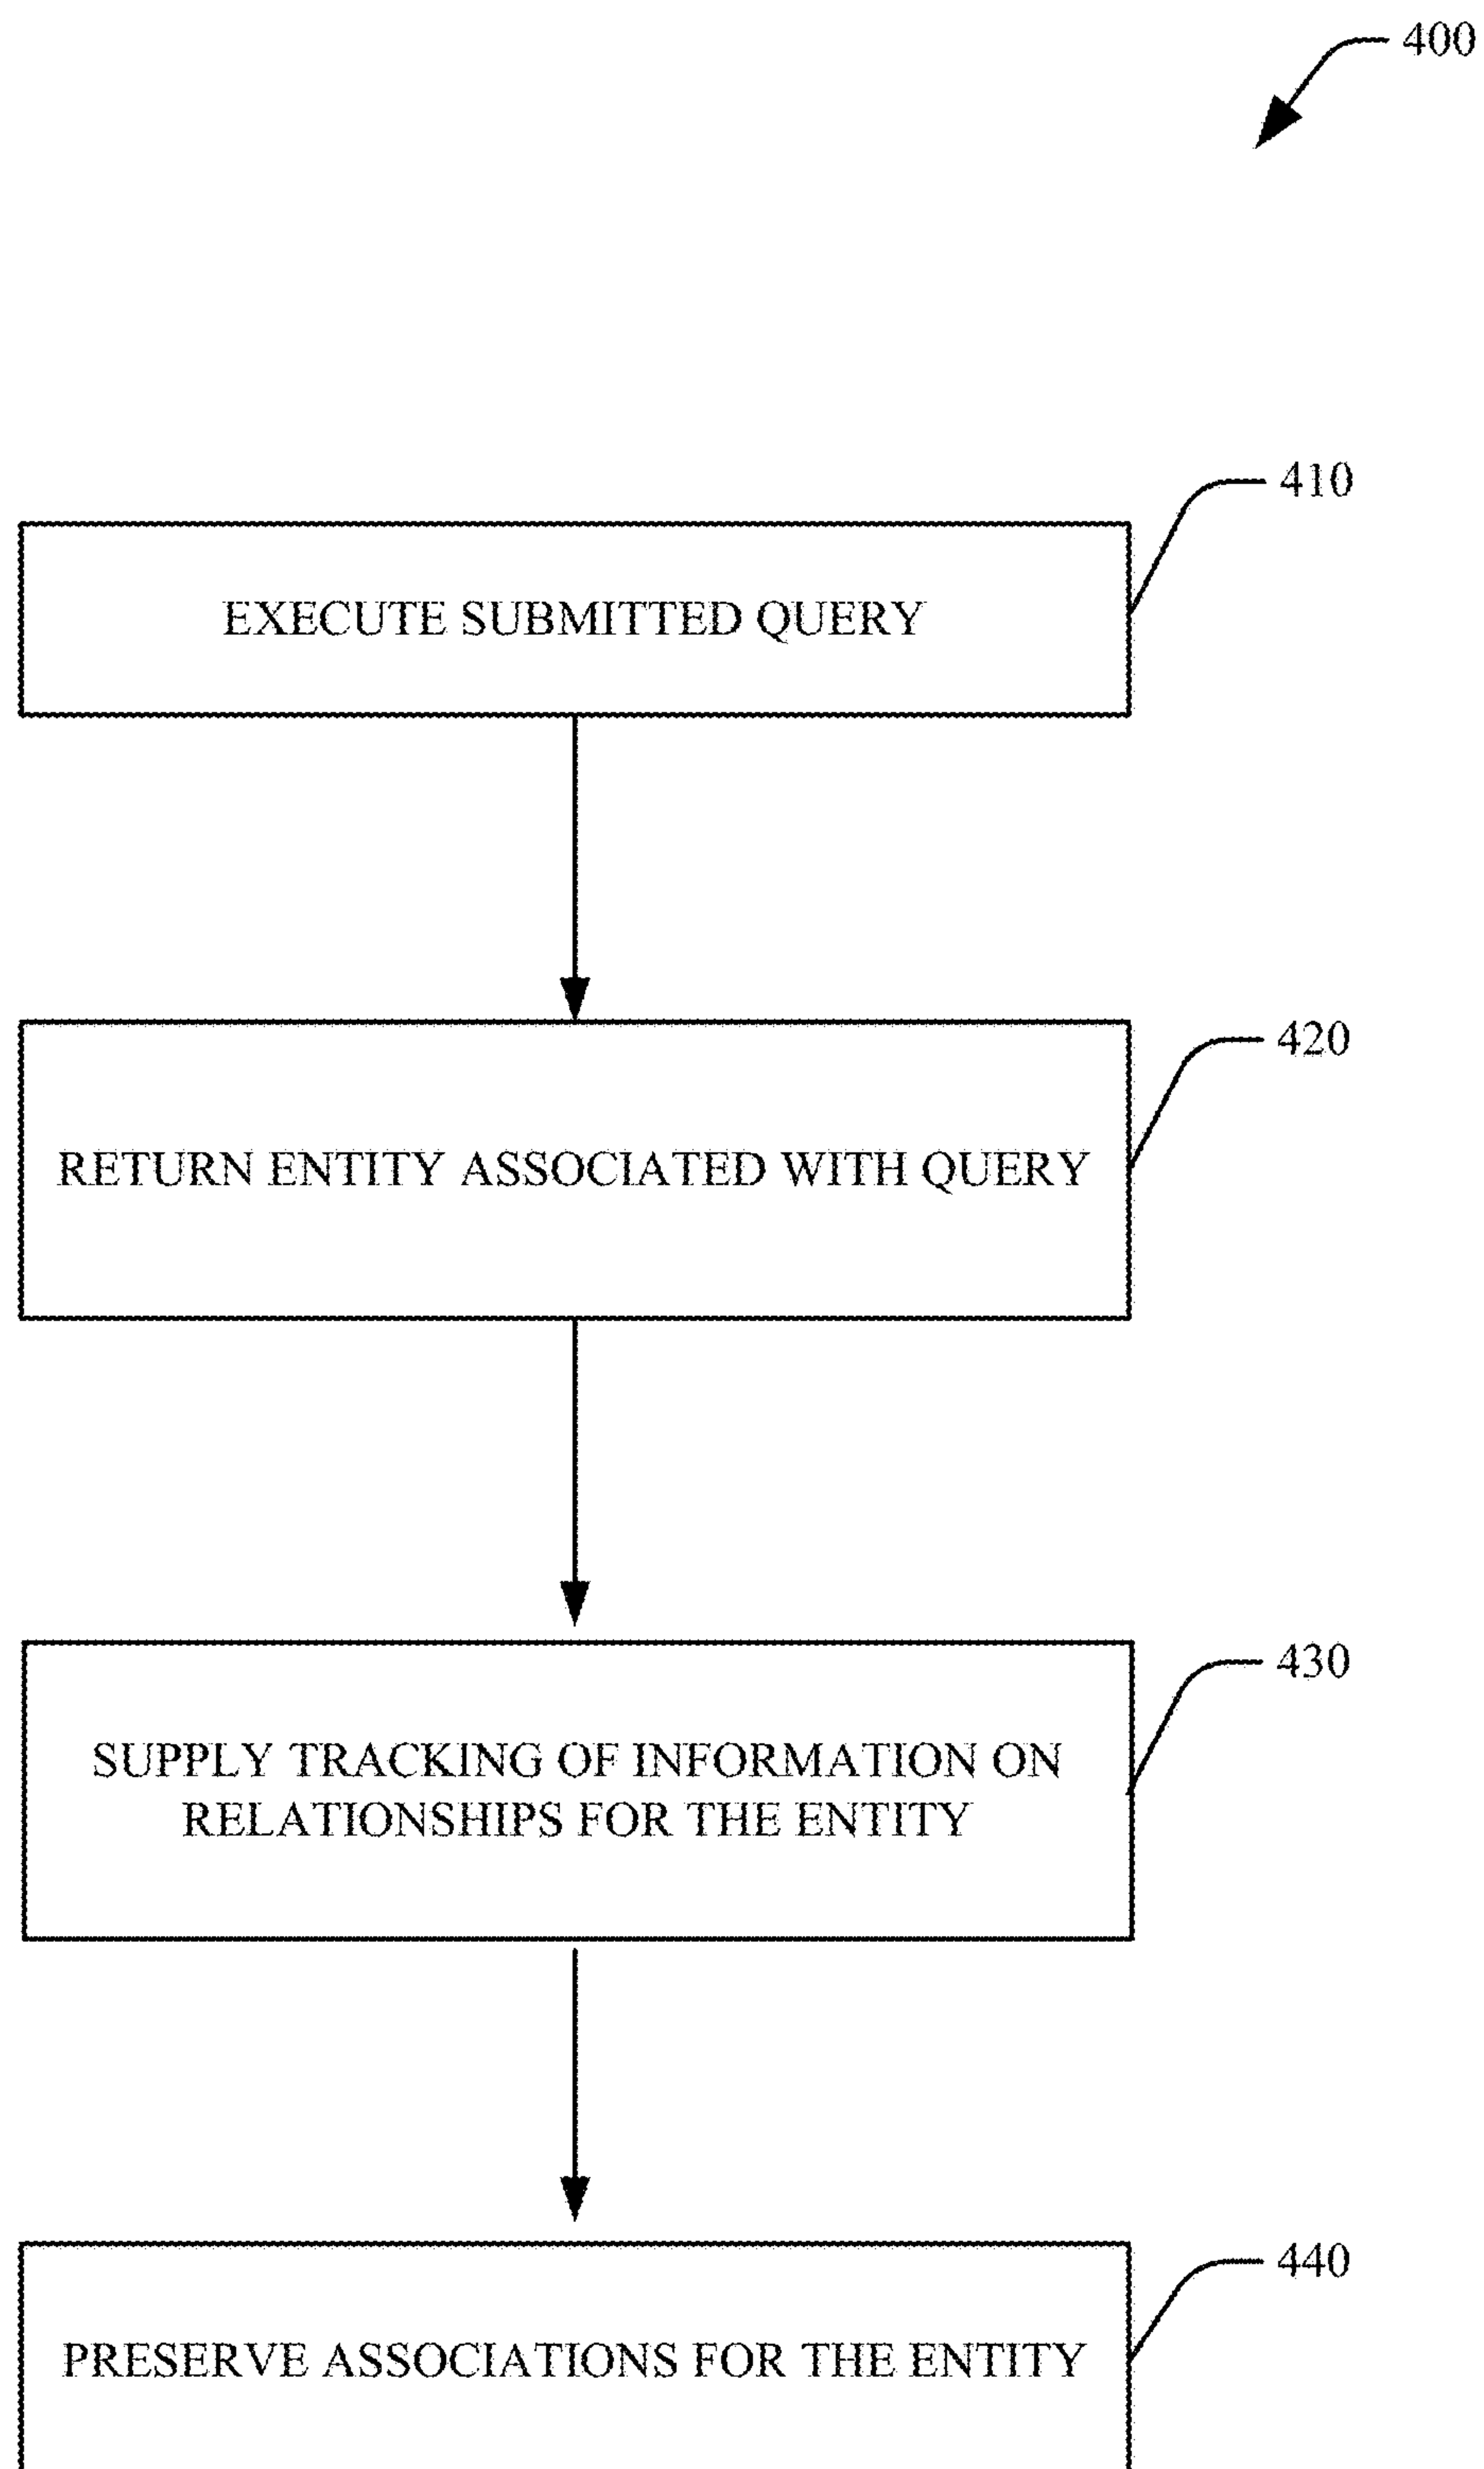 400
410
EXECUTE SUBMITTED QUERY
420
RETURN ENTITY ASSOCIATED WITH QUERY
430
SUPPLY TRACKING OF INFORMATION ON
RELATIONSHIPS FOR THE ENTITY
440
PRESERVE ASSOCIATIONS FOR THE ENTITY